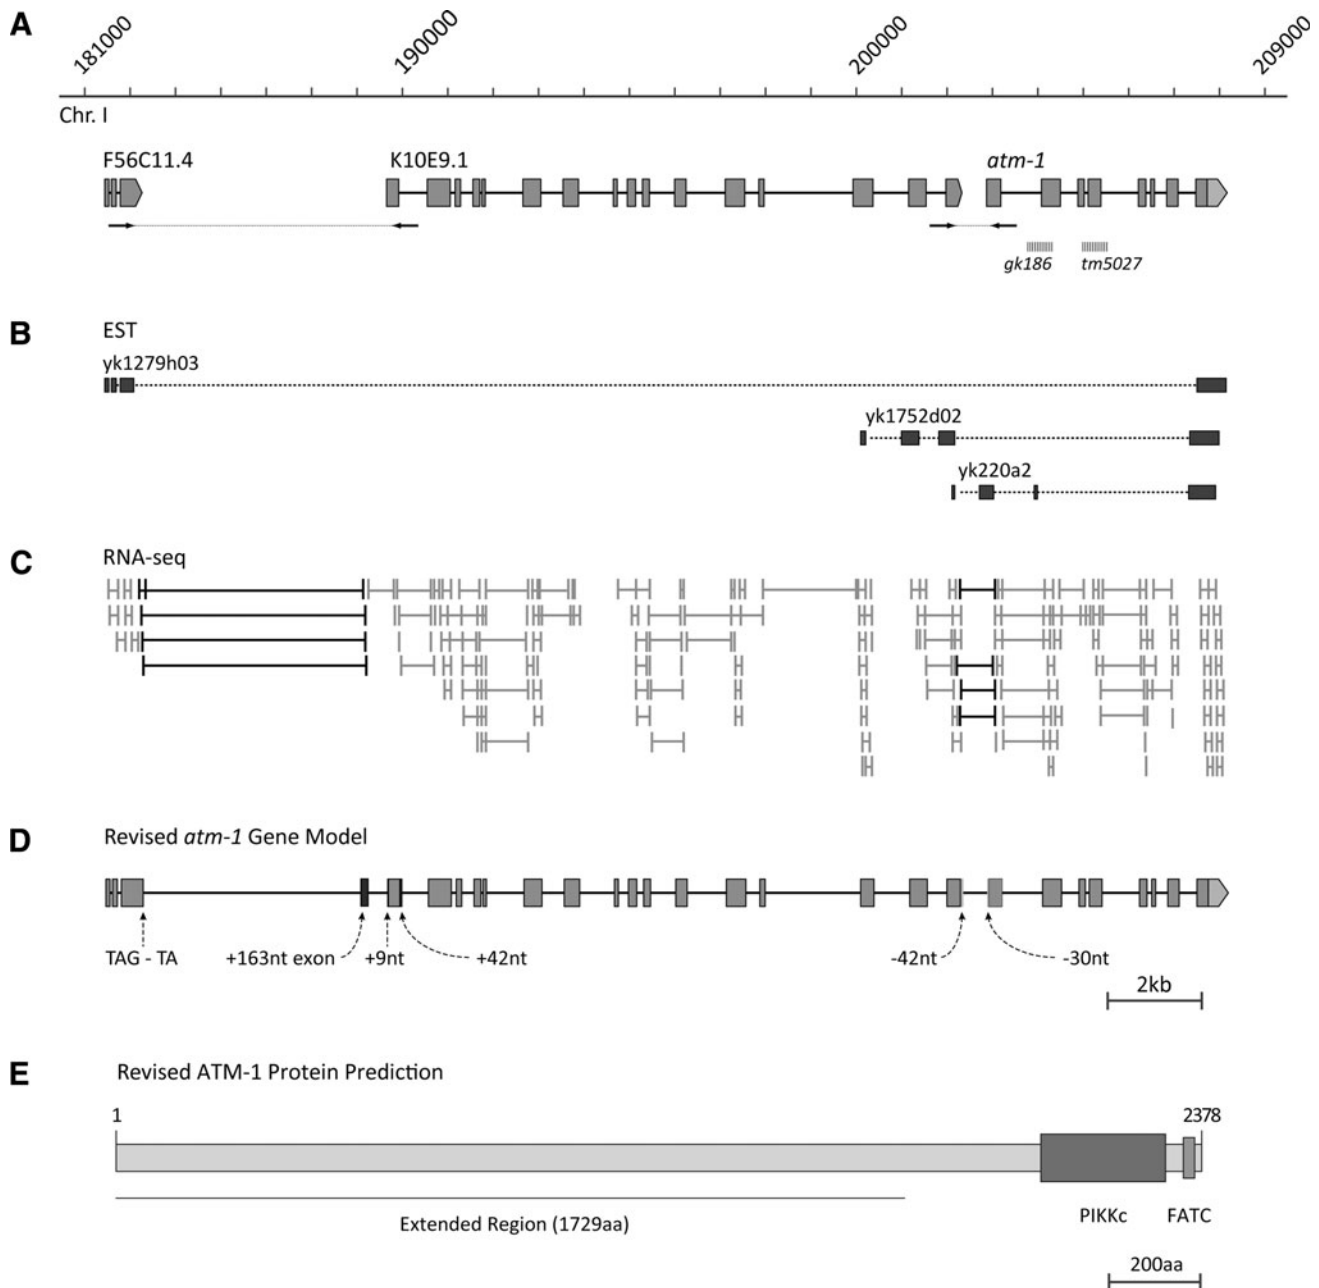 A
181000 190000 200000 209000
Chr. I
F56C11.4 K10E9.1 atm-1
gk186 tm5027
B EST
yk1279h03
yk1752d02
yk220a2
C RNA-seq
D Revised atm-1 Gene Model
TAG - TA +163nt exon +9nt +42nt -42nt -30nt
2kb
E Revised ATM-1 Protein Prediction
1 2378
PIKKc FATC
Extended Region (1729aa)
200aa